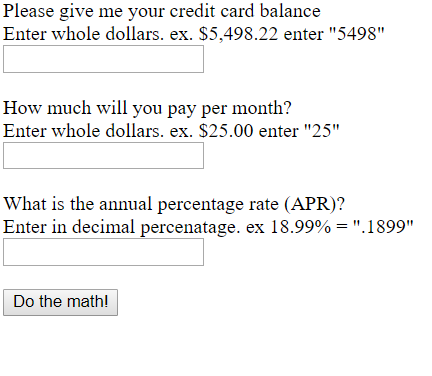 Please give me your credit card balance
Enter whole dollars. ex. $5,498.22 enter "5498"
How much will you pay per month?
Enter whole dollars. ex. $25.00 enter "25"
What is the annual percentage rate (APR)?
Enter in decimal percenatage. ex 18.99% = ".1899"
Do the math!